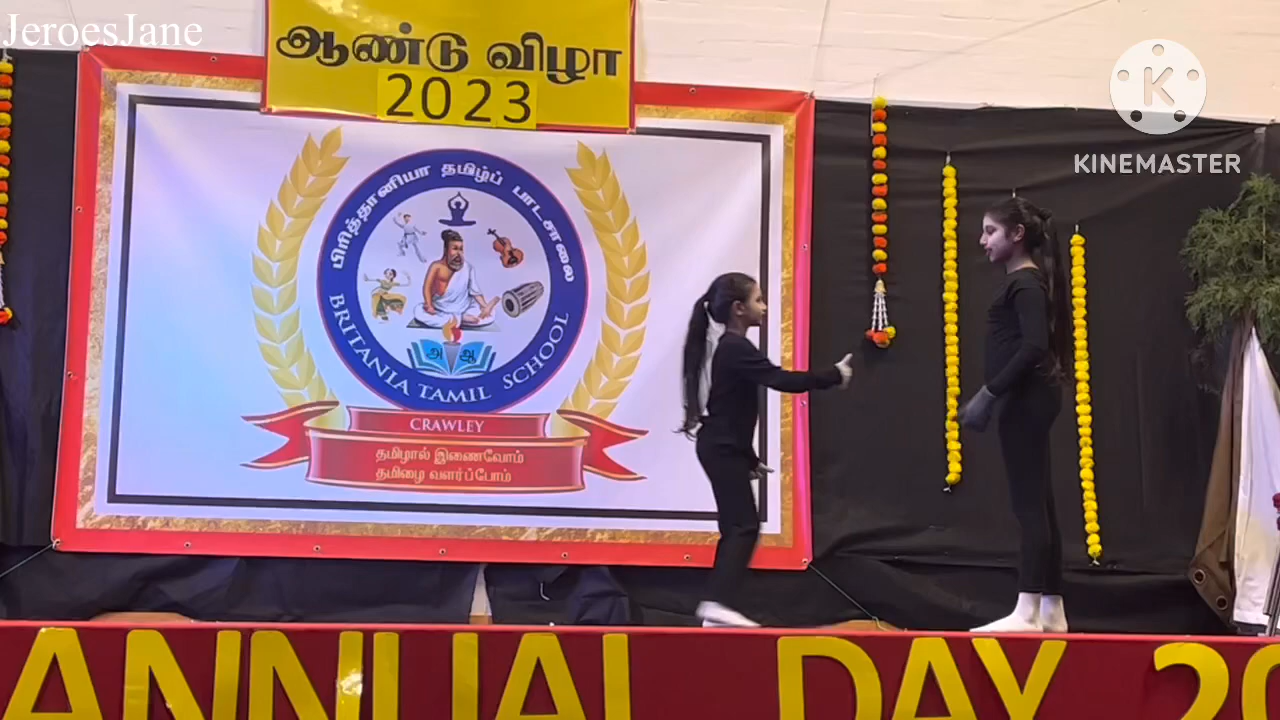 JeroesJane
ஆண்டு விழா
2023
K
KINEMASTER
பிரித்தானியா தமிழ்ப் பாடசாலை
அ ஆ
BRITANIA TAMIL SCHOOL
CRAWLEY
தமிழால் இணைவோம்
தமிழை வளர்ப்போம்
ANNUAL DAY 20